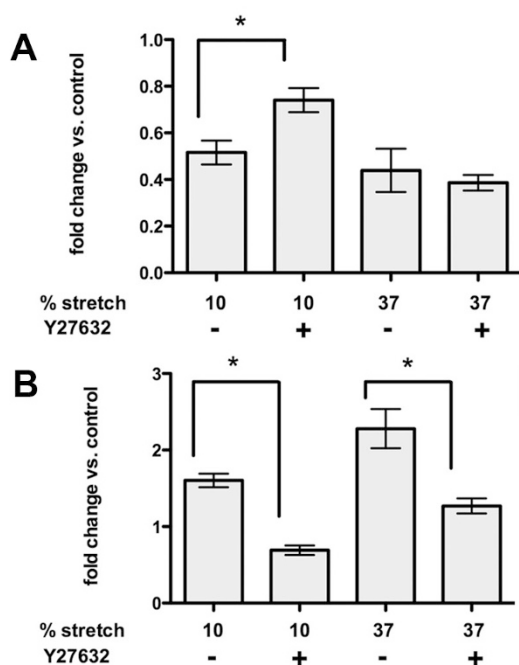 A
fold change vs. control
1.0
0.8
0.6
0.4
0.2
0.0
*
% stretch 10 10 37 37
Y27632 - + - +
B
fold change vs. control
3
2
1
0
* *
% stretch 10 10 37 37
Y27632 - + - +